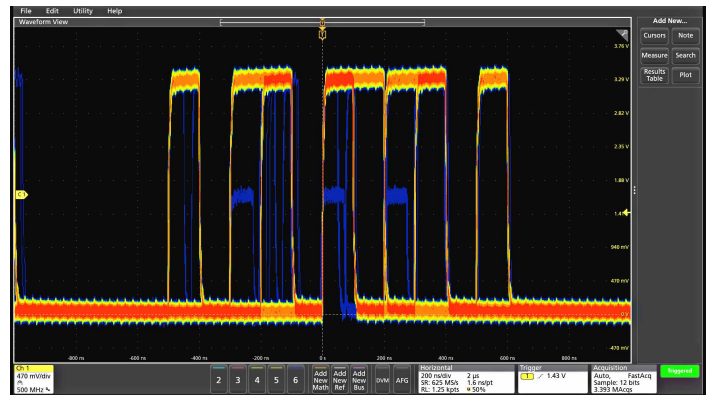 File Edit Utility Help
Waveform View
Add New...
Cursors Note
Measure Search
Results Table Plot
3.76 V
3.29 V
2.82 V
2.35 V
1.88 V
C1
940 mV
470 mV
0 V
-470 mV
-800 ns -600 ns -400 ns -200 ns 0 s 200 ns 400 ns 600 ns 800 ns
Ch 1
470 mV/div
500 MHz
2 3 4 5 6
Add New Math
Add New Ref
Add New Bus
DVM AFG
Horizontal
200 ns/div 2 µs
SR: 625 MS/s 1.6 ns/pt
RL: 1.25 kpts 50%
Trigger
1 1.43 V
Acquisition
Auto, FastAcq
Sample: 12 bits
3.393 MAcqs
Triggered